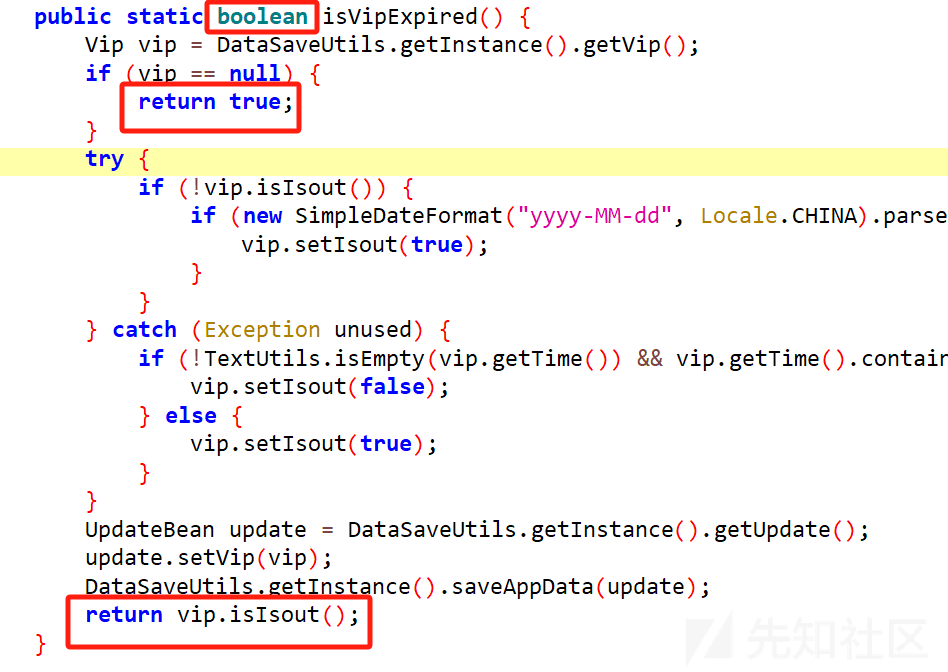 public static boolean isVipExpired() {
Vip vip = DataSaveUtils.getInstance().getVip();
if (vip == null) {
return true;
}
try {
if (!vip.isIsout()) {
if (new SimpleDateFormat("yyyy-MM-dd", Locale.CHINA).parse
vip.setIsout(true);
}
}
} catch (Exception unused) {
if (!TextUtils.isEmpty(vip.getTime()) && vip.getTime().contain
vip.setIsout(false);
} else {
vip.setIsout(true);
}
}
UpdateBean update = DataSaveUtils.getInstance().getUpdate();
update.setVip(vip);
DataSaveUtils.getInstance().saveAppData(update);
return vip.isIsout();
}
先知社区